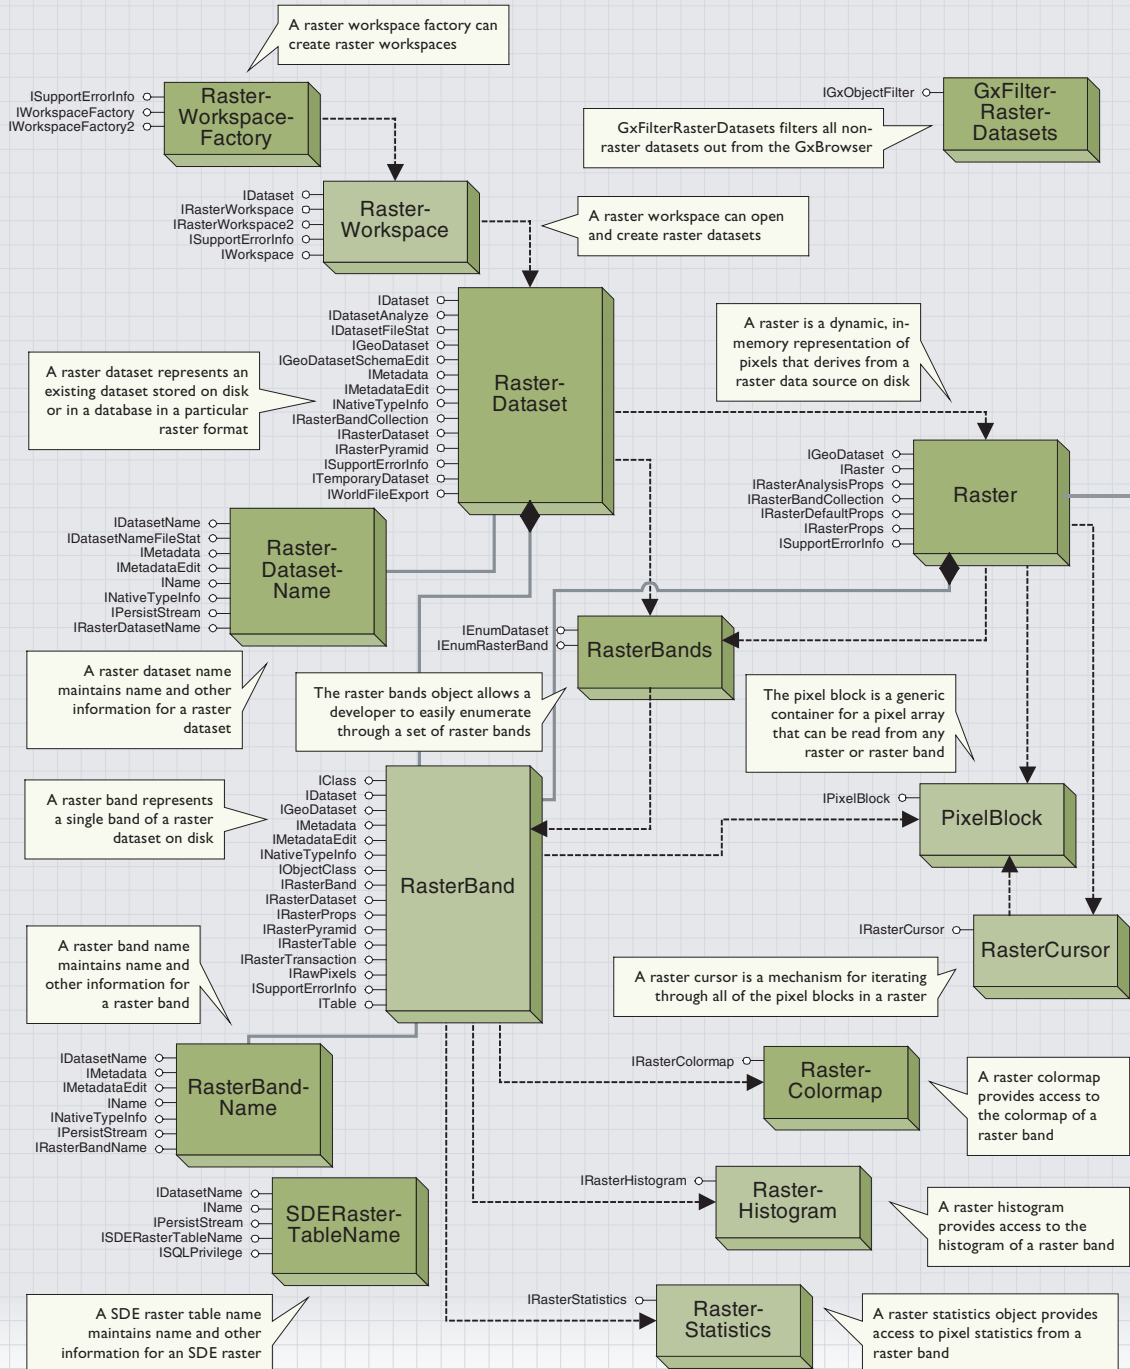 A raster workspace factory can
create raster workspaces
ISupportErrorInfo
IWorkspaceFactory
IWorkspaceFactory2
Raster-
Workspace-
Factory
IGxObjectFilter
GxFilter-
Raster-
Datasets
GxFilterRasterDatasets filters all non-
raster datasets out from the GxBrowser
IDataset
IRasterWorkspace
IRasterWorkspace2
ISupportErrorInfo
IWorkspace
Raster-
Workspace
A raster workspace can open
and create raster datasets
IDataset
IDatasetAnalyze
IDatasetFileStat
IGeoDataset
IGeoDatasetSchemaEdit
IMetadata
IMetadataEdit
INativeTypeInfo
IRasterBandCollection
IRasterDataset
IRasterPyramid
ISupportErrorInfo
ITemporaryDataset
IWorldFileExport
Raster-
Dataset
A raster dataset represents an
existing dataset stored on disk
or in a database in a particular
raster format
A raster is a dynamic, in-
memory representation of
pixels that derives from a
raster data source on disk
IGeoDataset
IRaster
IRasterAnalysisProps
IRasterBandCollection
IRasterDefaultProps
IRasterProps
ISupportErrorInfo
Raster
IDatasetName
IDatasetNameFileStat
IMetadata
IMetadataEdit
IName
INativeTypeInfo
IPersistStream
IRasterDatasetName
Raster-
Dataset-
Name
A raster dataset name
maintains name and other
information for a raster
dataset
IEnumDataset
IEnumRasterBand
RasterBands
The raster bands object allows a
developer to easily enumerate
through a set of raster bands
The pixel block is a generic
container for a pixel array
that can be read from any
raster or raster band
IPixelBlock
PixelBlock
A raster band represents
a single band of a raster
dataset on disk
IClass
IDataset
IGeoDataset
IMetadata
IMetadataEdit
INativeTypeInfo
IObjectClass
IRasterBand
IRasterDataset
IRasterProps
IRasterPyramid
IRasterTable
IRasterTransaction
IRawPixels
ISupportErrorInfo
ITable
RasterBand
IRasterCursor
RasterCursor
A raster cursor is a mechanism for iterating
through all of the pixel blocks in a raster
A raster band name
maintains name and
other information for
a raster band
IDatasetName
IMetadata
IMetadataEdit
IName
INativeTypeInfo
IPersistStream
IRasterBandName
RasterBand-
Name
IRasterColormap
Raster-
Colormap
A raster colormap
provides access to
the colormap of a
raster band
IRasterHistogram
Raster-
Histogram
A raster histogram
provides access to the
histogram of a raster band
IDatasetName
IName
IPersistStream
ISDERasterTableName
ISQLPrivilege
SDERaster-
TableName
A SDE raster table name
maintains name and other
information for an SDE raster
IRasterStatistics
Raster-
Statistics
A raster statistics object provides
access to pixel statistics from a
raster band